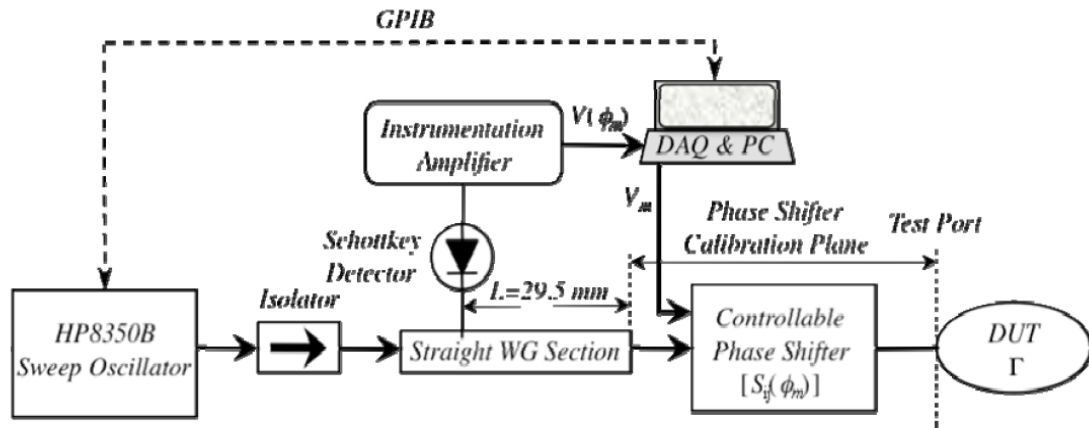 GPIB
Instrumentation
Amplifier
V(ϕm)
DAQ & PC
Vm
Phase Shifter
Calibration Plane
Test Port
Schottkey
Detector
L=29.5 mm
Isolator
HP8350B
Sweep Oscillator
Straight WG Section
Controllable
Phase Shifter
[Sij(ϕm)]
DUT
Γ